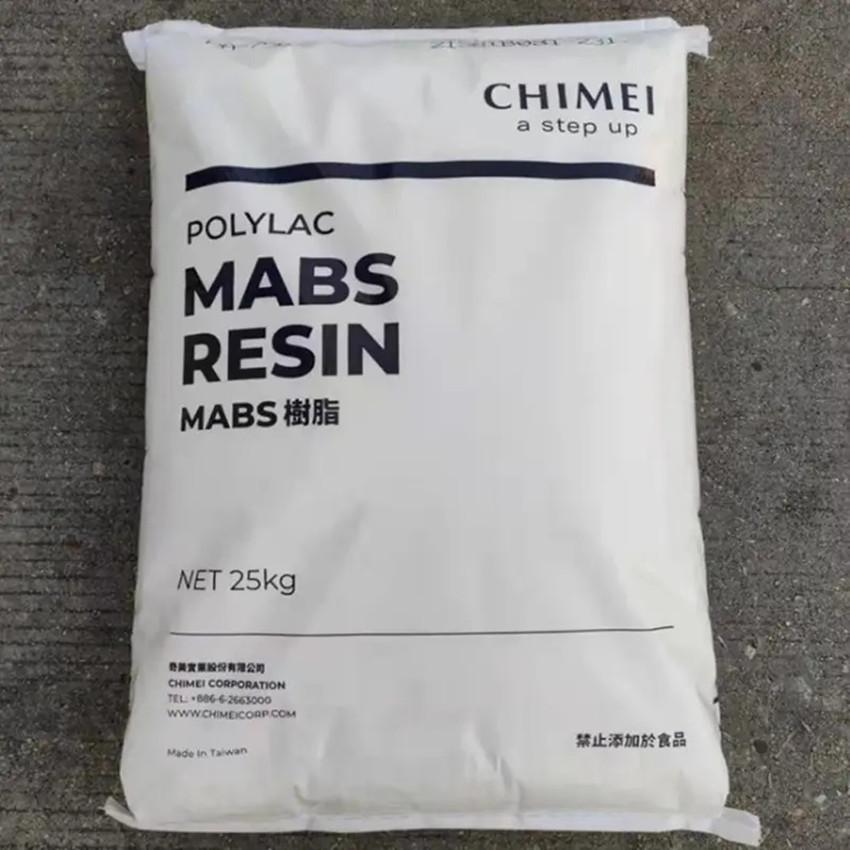 CHIMEI
a step up
POLYLAC
MABS
RESIN
MABS 樹脂
NET 25kg
奇美實業股份有限公司
CHIMEI CORPORATION
TEL: +886-6-2663000
WWW.CHIMEICORP.COM
Made In Taiwan
禁止添加於食品